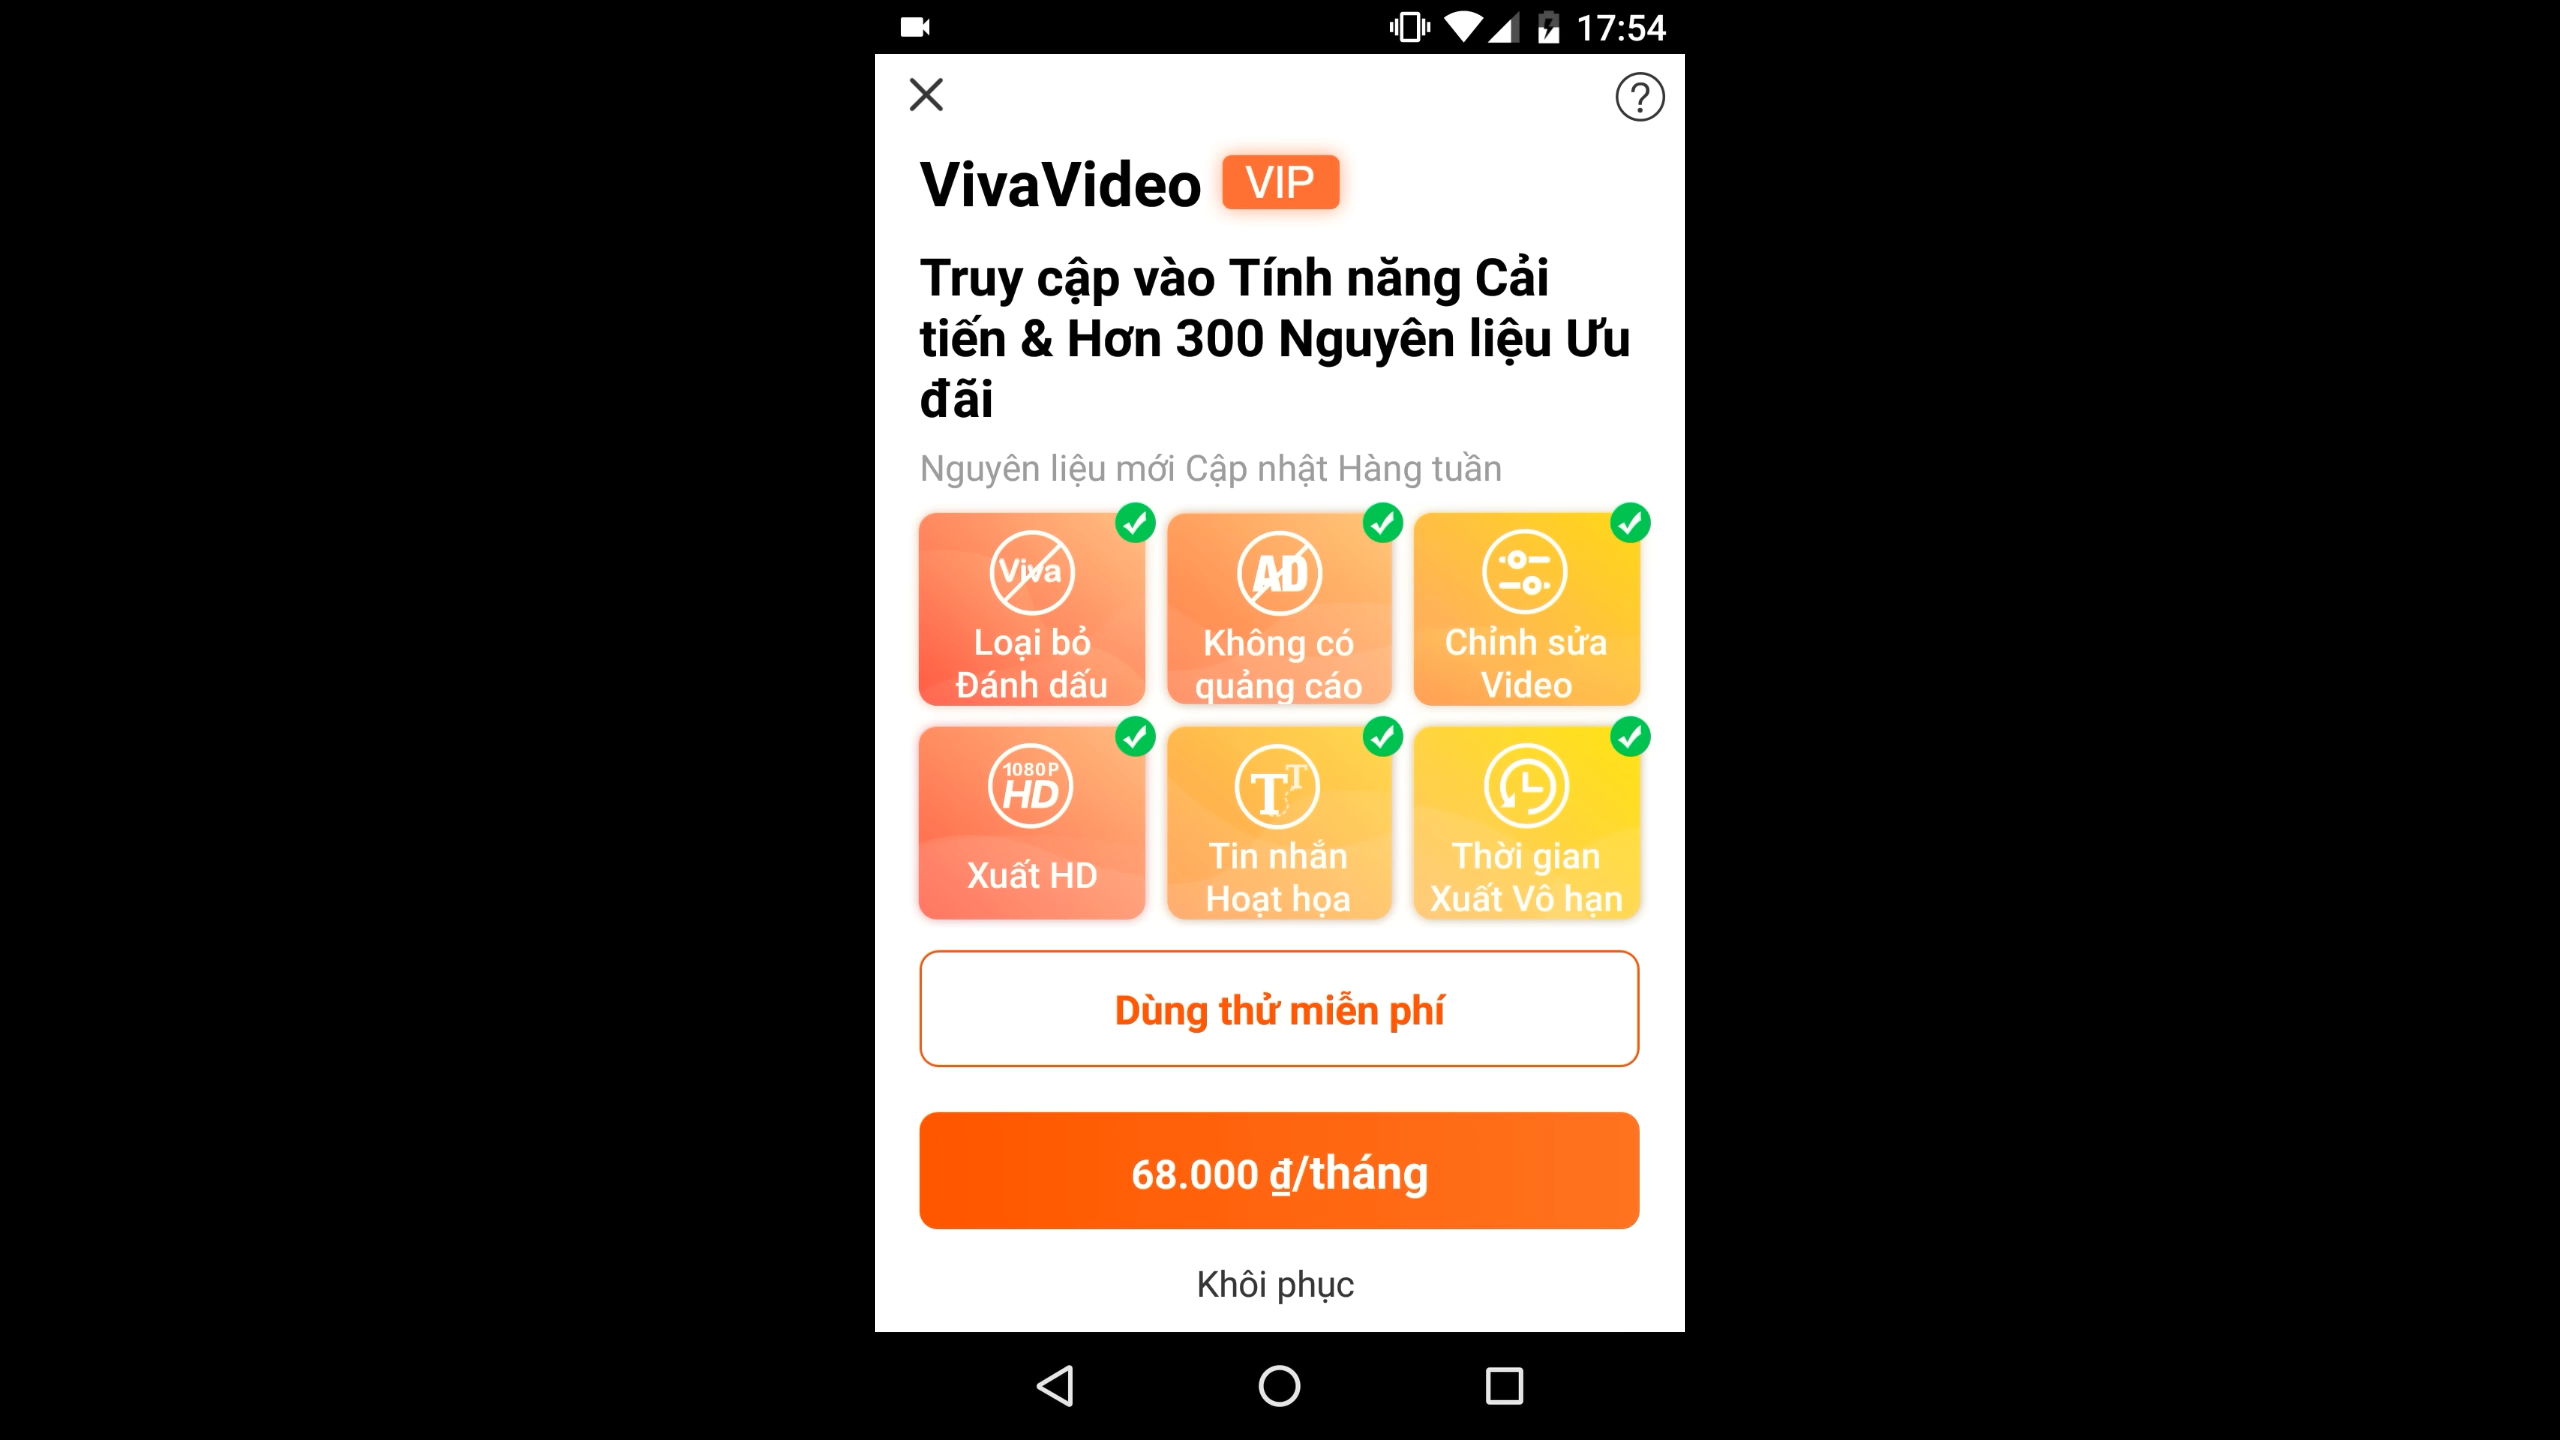 17:54
VivaVideo VIP
Truy cập vào Tính năng Cải
tiến & Hơn 300 Nguyên liệu Ưu
đãi
Nguyên liệu mới Cập nhật Hàng tuần
Viva
Loại bỏ
Đánh dấu
AD
Không có
quảng cáo
Chỉnh sửa
Video
1080P
HD
Xuất HD
TT
Tin nhắn
Hoạt họa
Thời gian
Xuất Vô hạn
Dùng thử miễn phí
68.000 ₫/tháng
Khôi phục